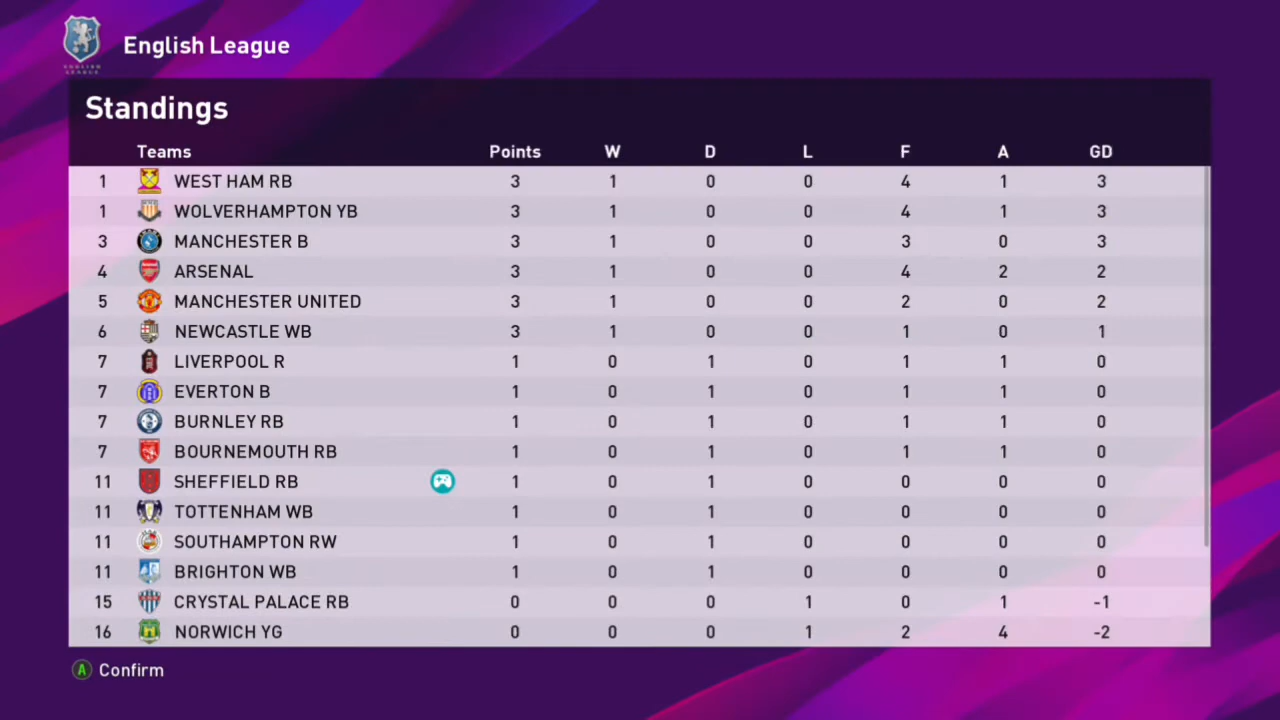 English League
Standings
Teams Points W D L F A GD
1 WEST HAM RB 3 1 0 0 4 1 3
1 WOLVERHAMPTON YB 3 1 0 0 4 1 3
3 MANCHESTER B 3 1 0 0 3 0 3
4 ARSENAL 3 1 0 0 4 2 2
5 MANCHESTER UNITED 3 1 0 0 2 0 2
6 NEWCASTLE WB 3 1 0 0 1 0 1
7 LIVERPOOL R 1 0 1 0 1 1 0
7 EVERTON B 1 0 1 0 1 1 0
7 BURNLEY RB 1 0 1 0 1 1 0
7 BOURNEMOUTH RB 1 0 1 0 1 1 0
11 SHEFFIELD RB 1 0 1 0 0 0 0
11 TOTTENHAM WB 1 0 1 0 0 0 0
11 SOUTHAMPTON RW 1 0 1 0 0 0 0
11 BRIGHTON WB 1 0 1 0 0 0 0
15 CRYSTAL PALACE RB 0 0 0 1 0 1 -1
16 NORWICH YG 0 0 0 1 2 4 -2
A Confirm